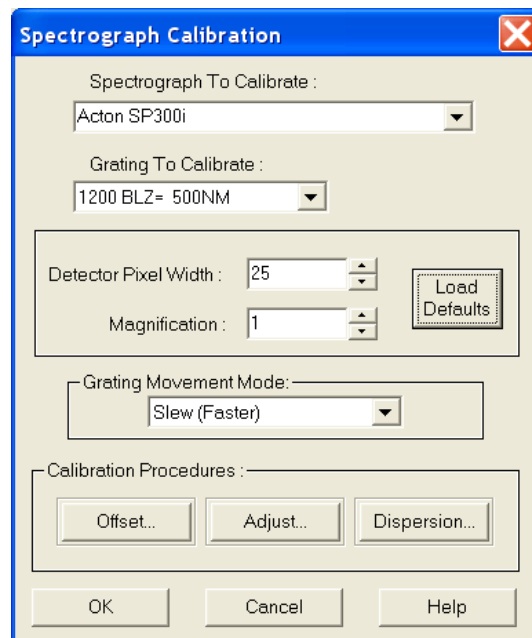 Spectrograph Calibration
Spectrograph To Calibrate :
Acton SP300i
Grating To Calibrate :
1200 BLZ=  500NM
Detector Pixel Width :
25
Load
Defaults
Magnification :
1
Grating Movement Mode:
Slew (Faster)
Calibration Procedures :
Offset...
Adjust...
Dispersion...
OK
Cancel
Help